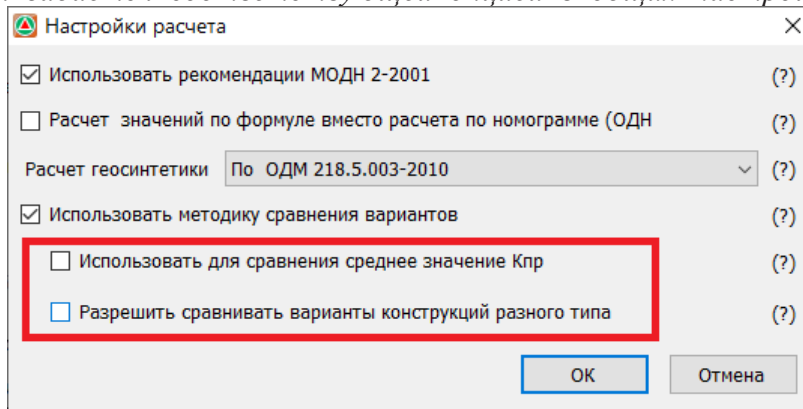 Настройки расчета
Использовать рекомендации МОДН 2-2001 (?)
Расчет значений по формуле вместо расчета по номограмме (ОДН (?)
Расчет геосинтетики По ОДМ 218.5.003-2010 (?)
Использовать методику сравнения вариантов (?)
Использовать для сравнения среднее значение Кпр (?)
Разрешить сравнивать варианты конструкций разного типа (?)
ОК Отмена